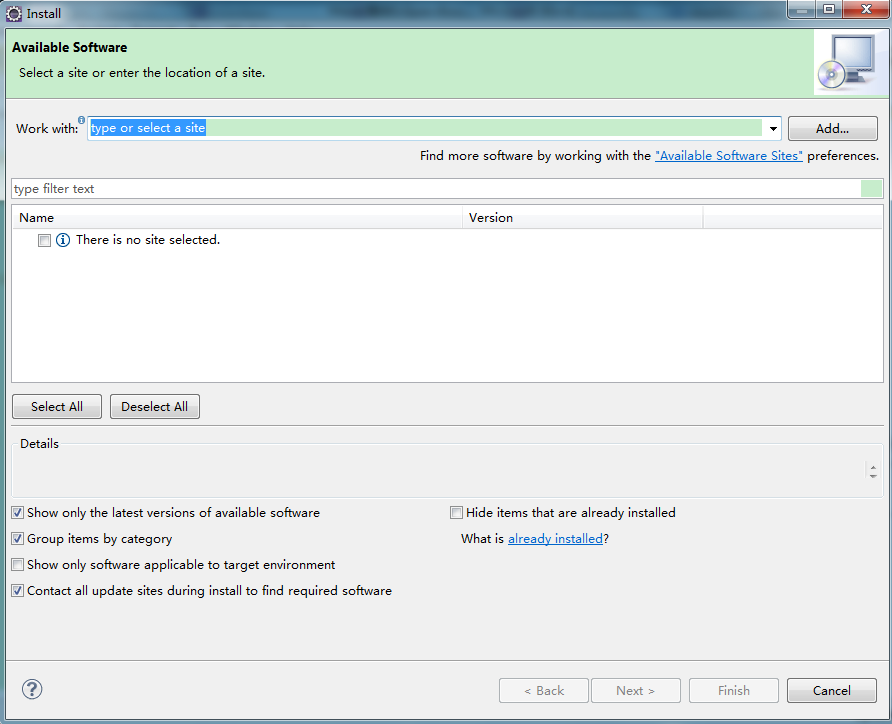 Install
Available Software
Select a site or enter the location of a site.
Work with: type or select a site Add...
Find more software by working with the "Available Software Sites" preferences.
type filter text
Name Version
There is no site selected.
Select All Deselect All
Details
Show only the latest versions of available software Hide items that are already installed
Group items by category What is already installed?
Show only software applicable to target environment
Contact all update sites during install to find required software
< Back Next > Finish Cancel